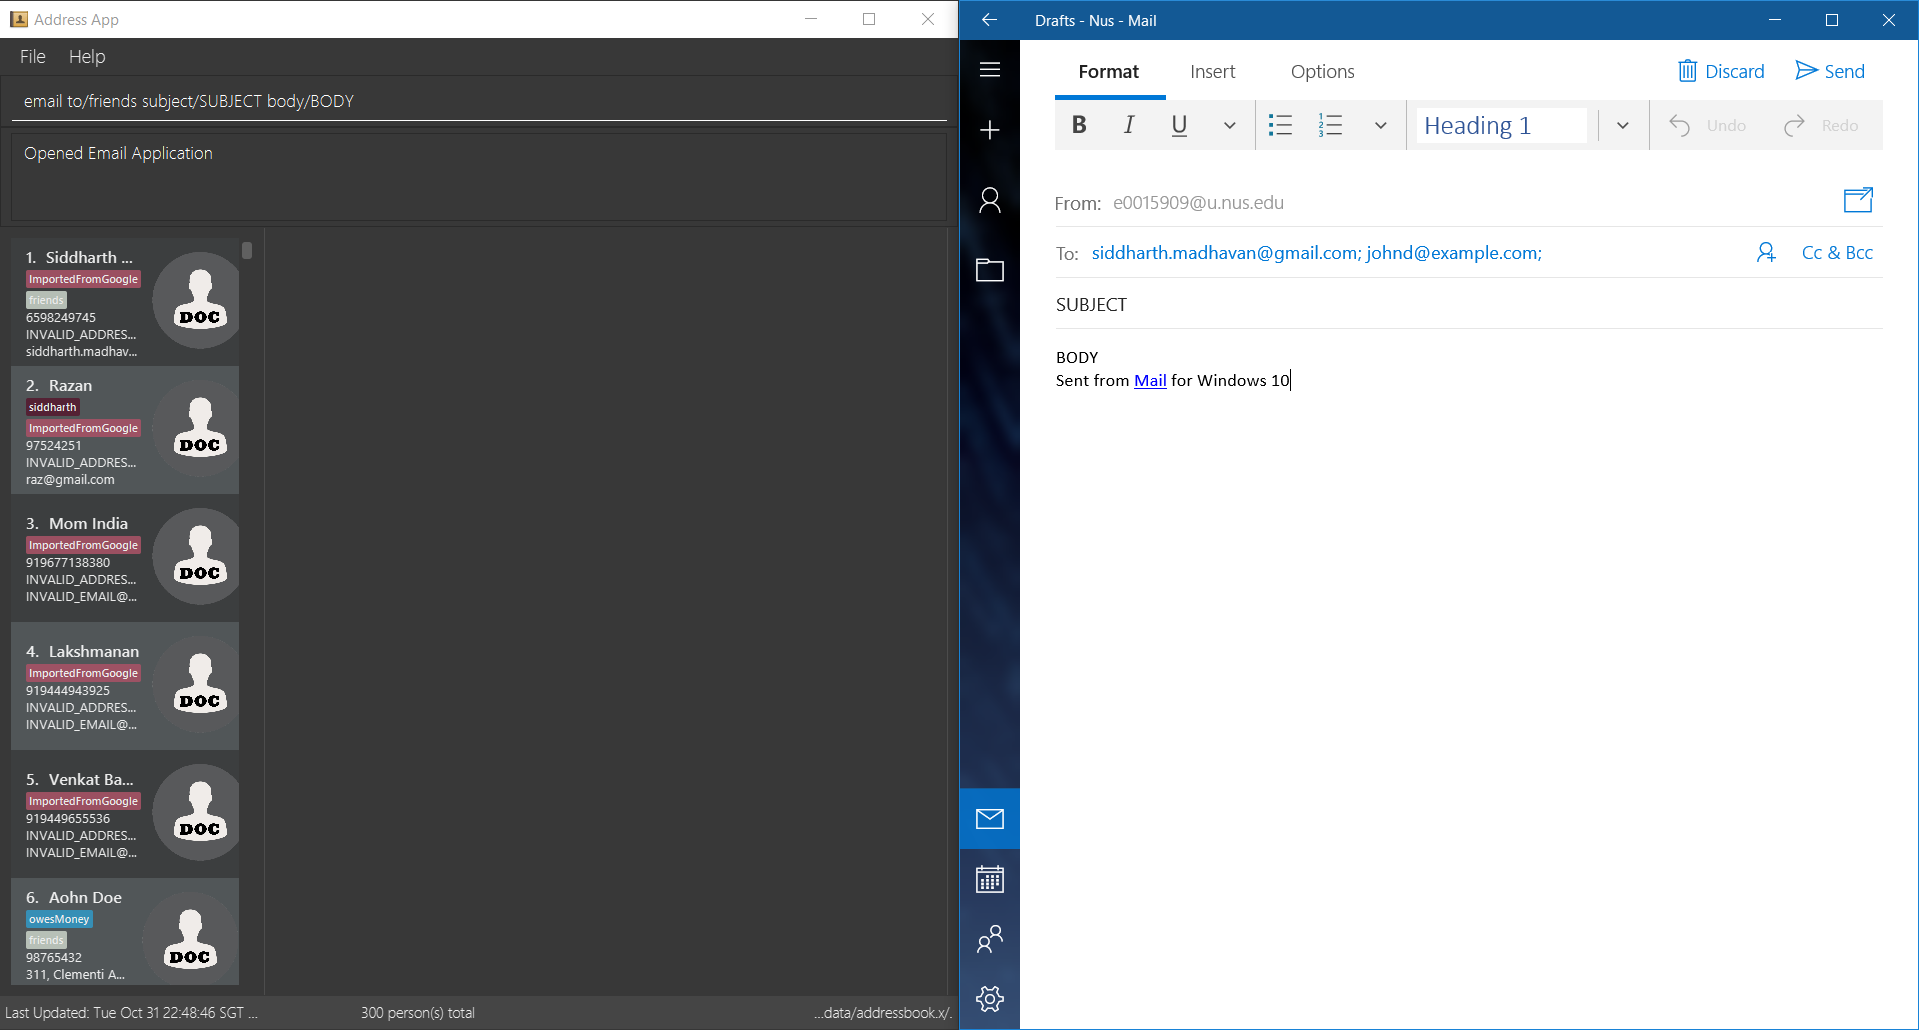 Address App
File Help
email to/friends subject/SUBJECT body/BODY
Opened Email Application
1. Siddharth ...
ImportedFromGoogle
friends
6598249745
INVALID_ADDRES...
siddharth.madhav...
DOC
2. Razan
siddharth
ImportedFromGoogle
97524251
INVALID_ADDRES...
raz@gmail.com
DOC
3. Mom India
ImportedFromGoogle
919677138380
INVALID_ADDRES...
INVALID_EMAIL@...
DOC
4. Lakshmanan
ImportedFromGoogle
919444943925
INVALID_ADDRES...
INVALID_EMAIL@...
DOC
5. Venkat Ba...
ImportedFromGoogle
919449655536
INVALID_ADDRES...
INVALID_EMAIL@...
DOC
6. Aohn Doe
owesMoney
friends
98765432
311, Clementi A...
DOC
Last Updated: Tue Oct 31 22:48:46 SGT ... 300 person(s) total ...data/addressbook.x/.
Drafts - Nus - Mail
Format Insert Options Discard Send
B I U 1 2 3 Heading 1 Undo Redo
From: e0015909@u.nus.edu
To: siddharth.madhavan@gmail.com; johnd@example.com; Cc & Bcc
SUBJECT
BODY
Sent from Mail for Windows 10